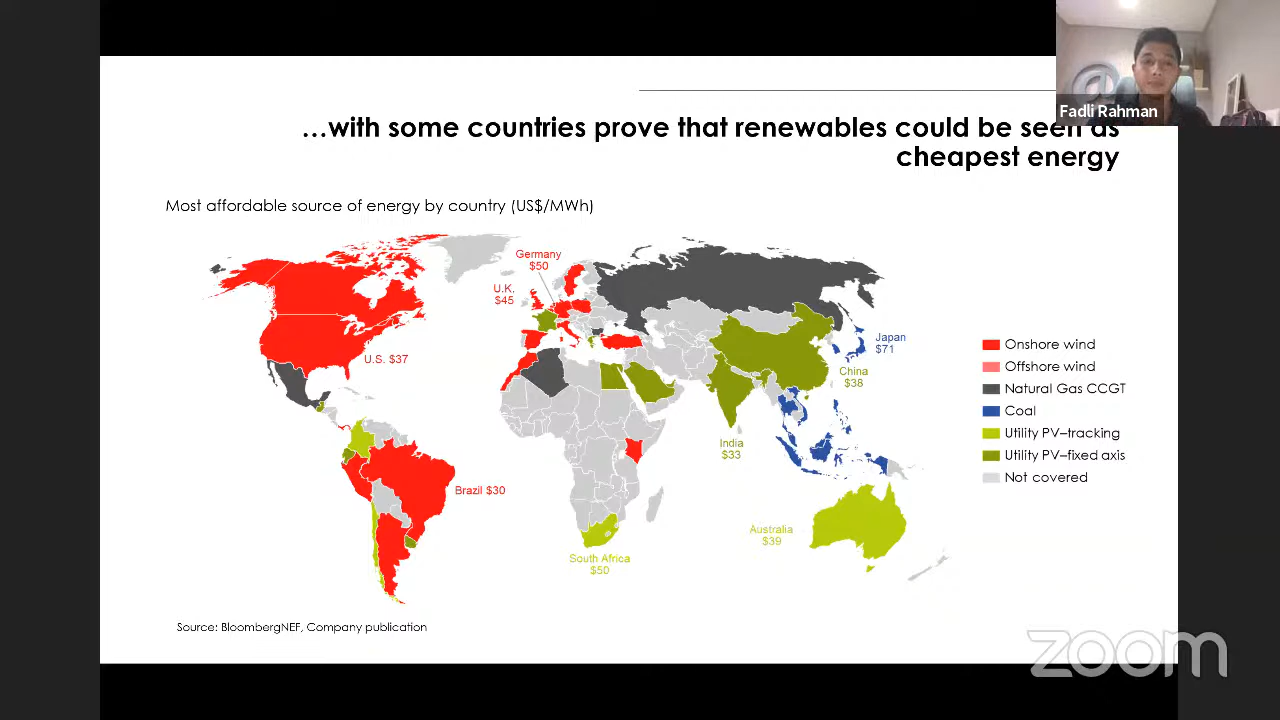 Fadli Rahman
…with some countries prove that renewables could be seen as
cheapest energy
Most affordable source of energy by country (US$/MWh)
Germany
$50
U.K.
$45
U.S. $37
Japan
$71
China
$38
India
$33
Brazil $30
Australia
$39
South Africa
$50
Onshore wind
Offshore wind
Natural Gas CCGT
Coal
Utility PV–tracking
Utility PV–fixed axis
Not covered
Source: BloombergNEF, Company publication
zoom